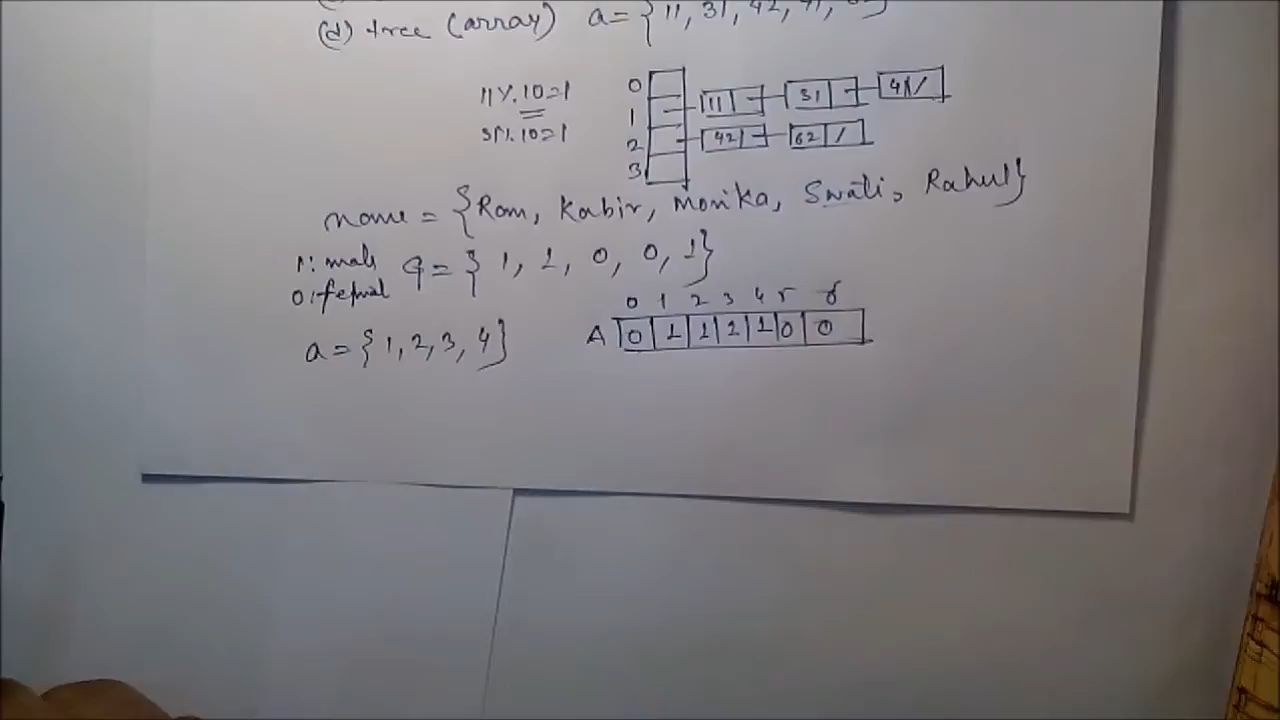 (d) tree (array) a = {11, 31, 42, 41,
11%.10=1
31%.10=1
0
1 11 31 41 /
2 42 62 /
3
name = {Ram, Kabir, Monika, Swati, Rahul}
1: male G = { 1, 1, 0, 0, 1}
0:
0 1 2 3 4 5 6
a = {1, 2, 3, 4} A 0 1 1 1 1 0 0